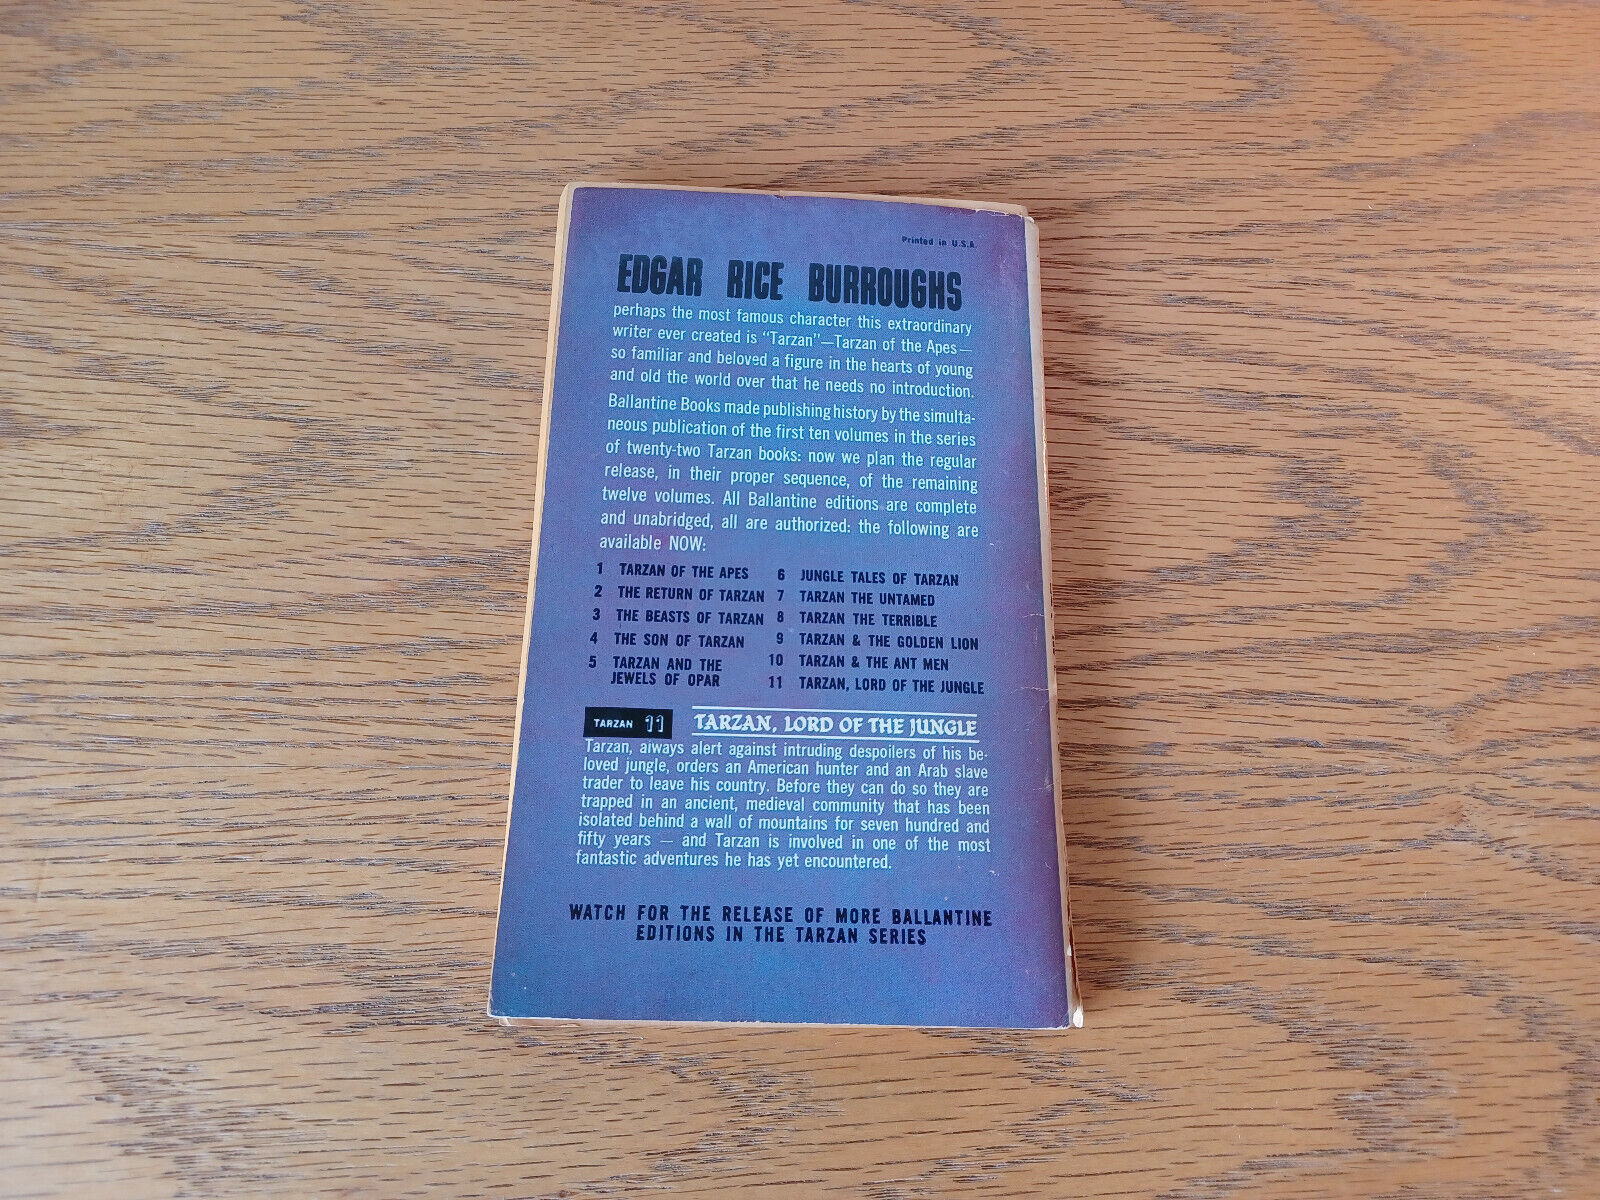 Printed in U.S.A.
EDGAR RICE BURROUGHS
perhaps the most famous character this extraordinary
writer ever created is "Tarzan"—Tarzan of the Apes—
so familiar and beloved a figure in the hearts of young
and old the world over that he needs no introduction.
Ballantine Books made publishing history by the simulta-
neous publication of the first ten volumes in the series
of twenty-two Tarzan books: now we plan the regular
release, in their proper sequence, of the remaining
twelve volumes. All Ballantine editions are complete
and unabridged, all are authorized: the following are
available NOW:
1 TARZAN OF THE APES
2 THE RETURN OF TARZAN
3 THE BEASTS OF TARZAN
4 THE SON OF TARZAN
5 TARZAN AND THE
JEWELS OF OPAR
6 JUNGLE TALES OF TARZAN
7 TARZAN THE UNTAMED
8 TARZAN THE TERRIBLE
9 TARZAN & THE GOLDEN LION
10 TARZAN & THE ANT MEN
11 TARZAN, LORD OF THE JUNGLE
TARZAN 11 TARZAN, LORD OF THE JUNGLE
Tarzan, always alert against intruding despoilers of his be-
loved jungle, orders an American hunter and an Arab slave
trader to leave his country. Before they can do so they are
trapped in an ancient, medieval community that has been
isolated behind a wall of mountains for seven hundred and
fifty years — and Tarzan is involved in one of the most
fantastic adventures he has yet encountered.
WATCH FOR THE RELEASE OF MORE BALLANTINE
EDITIONS IN THE TARZAN SERIES